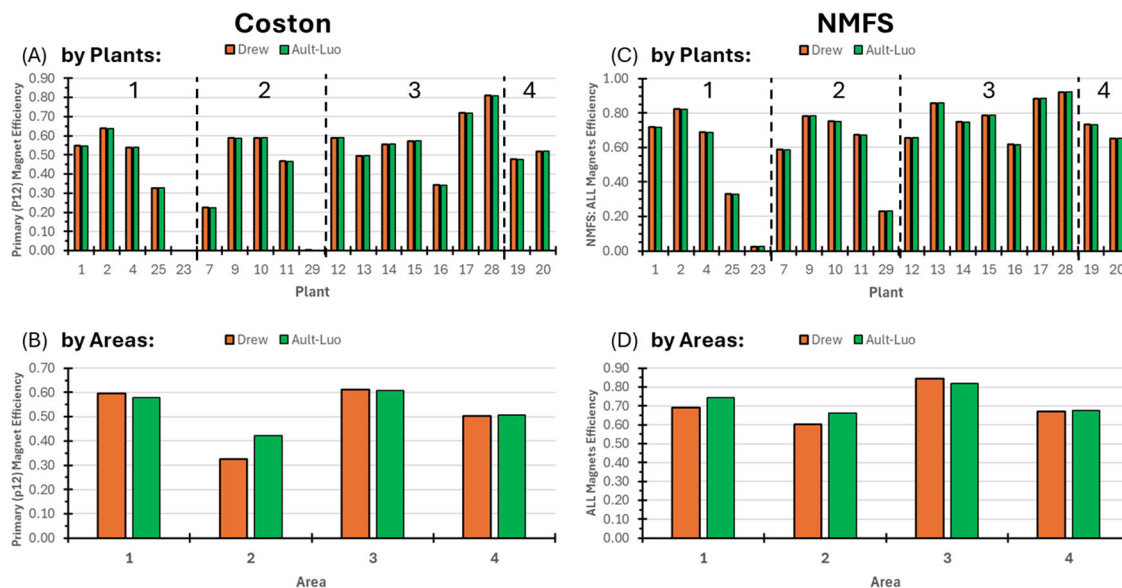 Coston
(A) by Plants:
Drew Ault-Luo
Primary (P12) Magnet Efficiency
0.90
0.80
0.70
0.60
0.50
0.40
0.30
0.20
0.10
0.00
1 2 3 4
1 2 4 25 23 7 9 10 11 29 12 13 14 15 16 17 28 19 20
Plant
NMFS
(C) by Plants:
Drew Ault-Luo
NMFS: ALL Magnets Efficiency
1.00
0.80
0.60
0.40
0.20
0.00
1 2 3 4
1 2 4 25 23 7 9 10 11 29 12 13 14 15 16 17 28 19 20
Plant
(B) by Areas:
Drew Ault-Luo
Primary (p12) Magnet Efficiency
0.70
0.60
0.50
0.40
0.30
0.20
0.10
0.00
1 2 3 4
Area
(D) by Areas:
Drew Ault-Luo
ALL Magnets Efficiency
0.90
0.80
0.70
0.60
0.50
0.40
0.30
0.20
0.10
0.00
1 2 3 4
Area